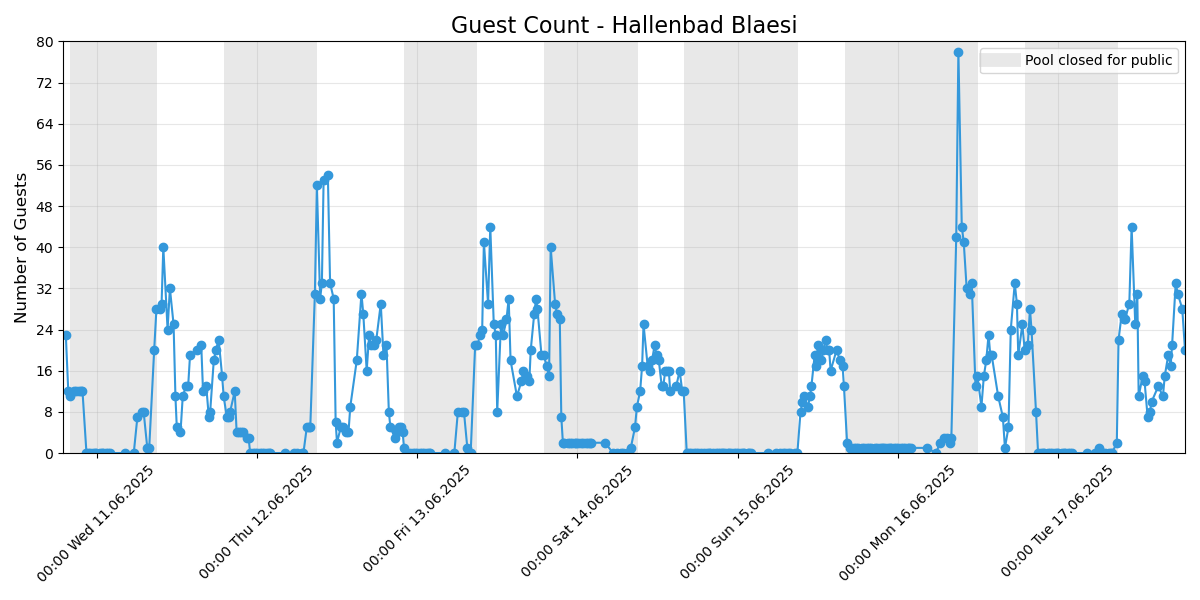 Guest Count - Hallenbad Blaesi
Number of Guests
80
72
64
56
48
40
32
24
16
8
0
Pool closed for public
00:00 Wed 11.06.2025
00:00 Thu 12.06.2025
00:00 Fri 13.06.2025
00:00 Sat 14.06.2025
00:00 Sun 15.06.2025
00:00 Mon 16.06.2025
00:00 Tue 17.06.2025